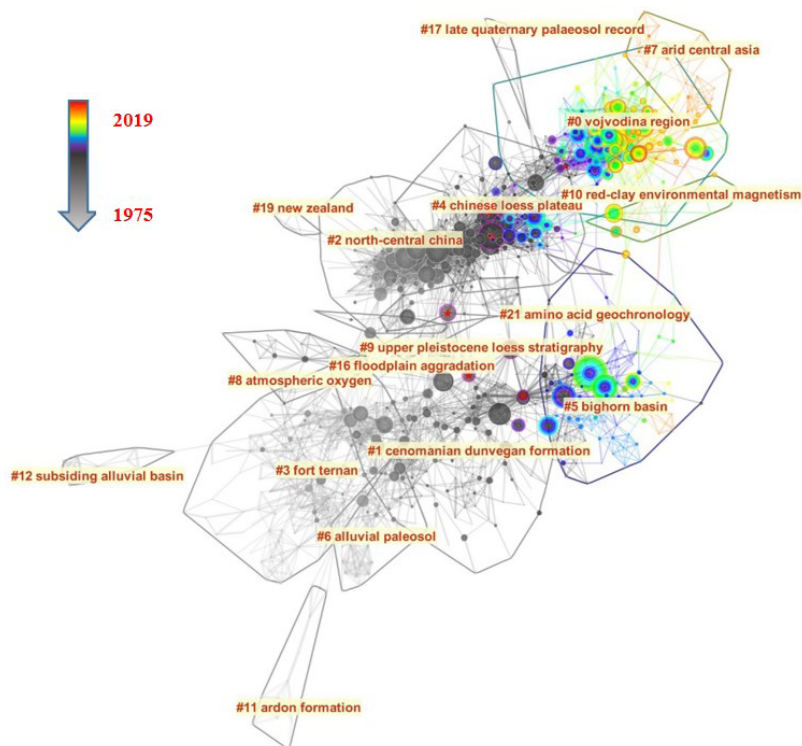 #17 late quaternary palaeosol record
#7 arid central asia
2019
#0 vojvodina region
#10 red-clay environmental magnetism
#4 chinese loess plateau
#19 new zealand
1975
#2 north-central china
#21 amino acid geochronology
#9 upper pleistocene loess stratigraphy
#16 floodplain aggradation
#8 atmospheric oxygen
#5 bighorn basin
#1 cenomanian dunvegan formation
#3 fort ternan
#12 subsiding alluvial basin
#6 alluvial paleosol
#11 ardon formation